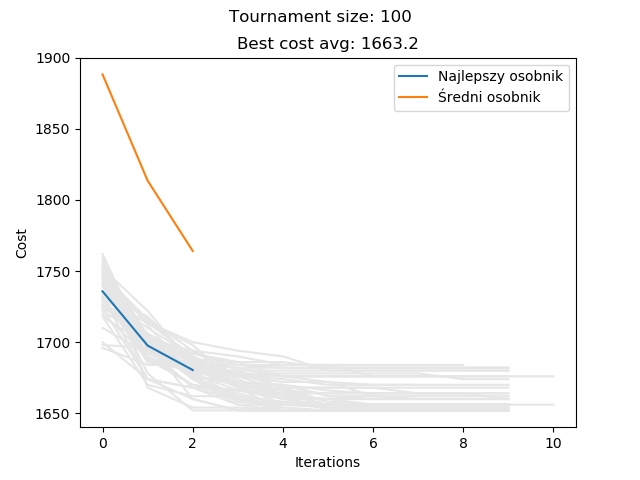 Tournament size: 100
Best cost avg: 1663.2
1900
1850
1800
1750
1700
1650
Cost
Najlepszy osobnik
Średni osobnik
0 2 4 6 8 10
Iterations